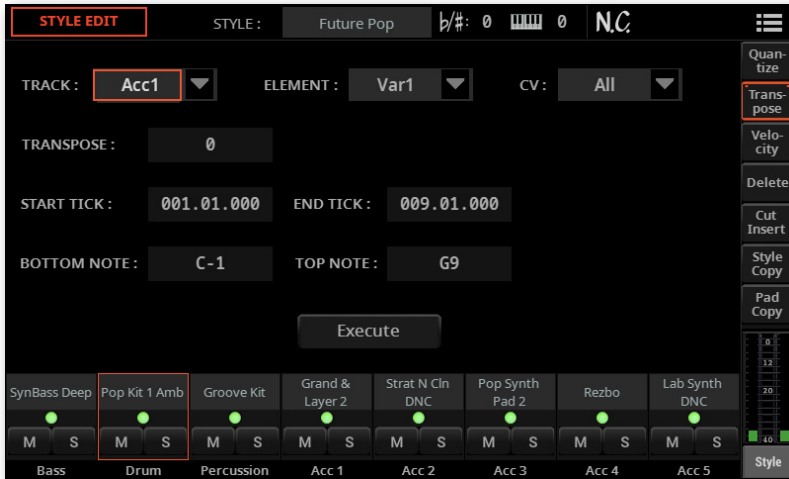 STYLE EDIT
STYLE :
Future Pop
♭/#: 0
0
N.C.
TRACK :
Acc1
ELEMENT :
Var1
CV :
All
TRANSPOSE :
0
START TICK :
001.01.000
END TICK :
009.01.000
BOTTOM NOTE :
C-1
TOP NOTE :
G9
Execute
Quan-
tize
Trans-
pose
Velo-
city
Delete
Cut
Insert
Style
Copy
Pad
Copy
0
12
20
40
Style
SynBass Deep
Pop Kit 1 Amb
Groove Kit
Grand &
Layer 2
Strat N Cln
DNC
Pop Synth
Pad 2
Rezbo
Lab Synth
DNC
M S M S M S M S M S M S M S M S
Bass
Drum
Percussion
Acc 1
Acc 2
Acc 3
Acc 4
Acc 5